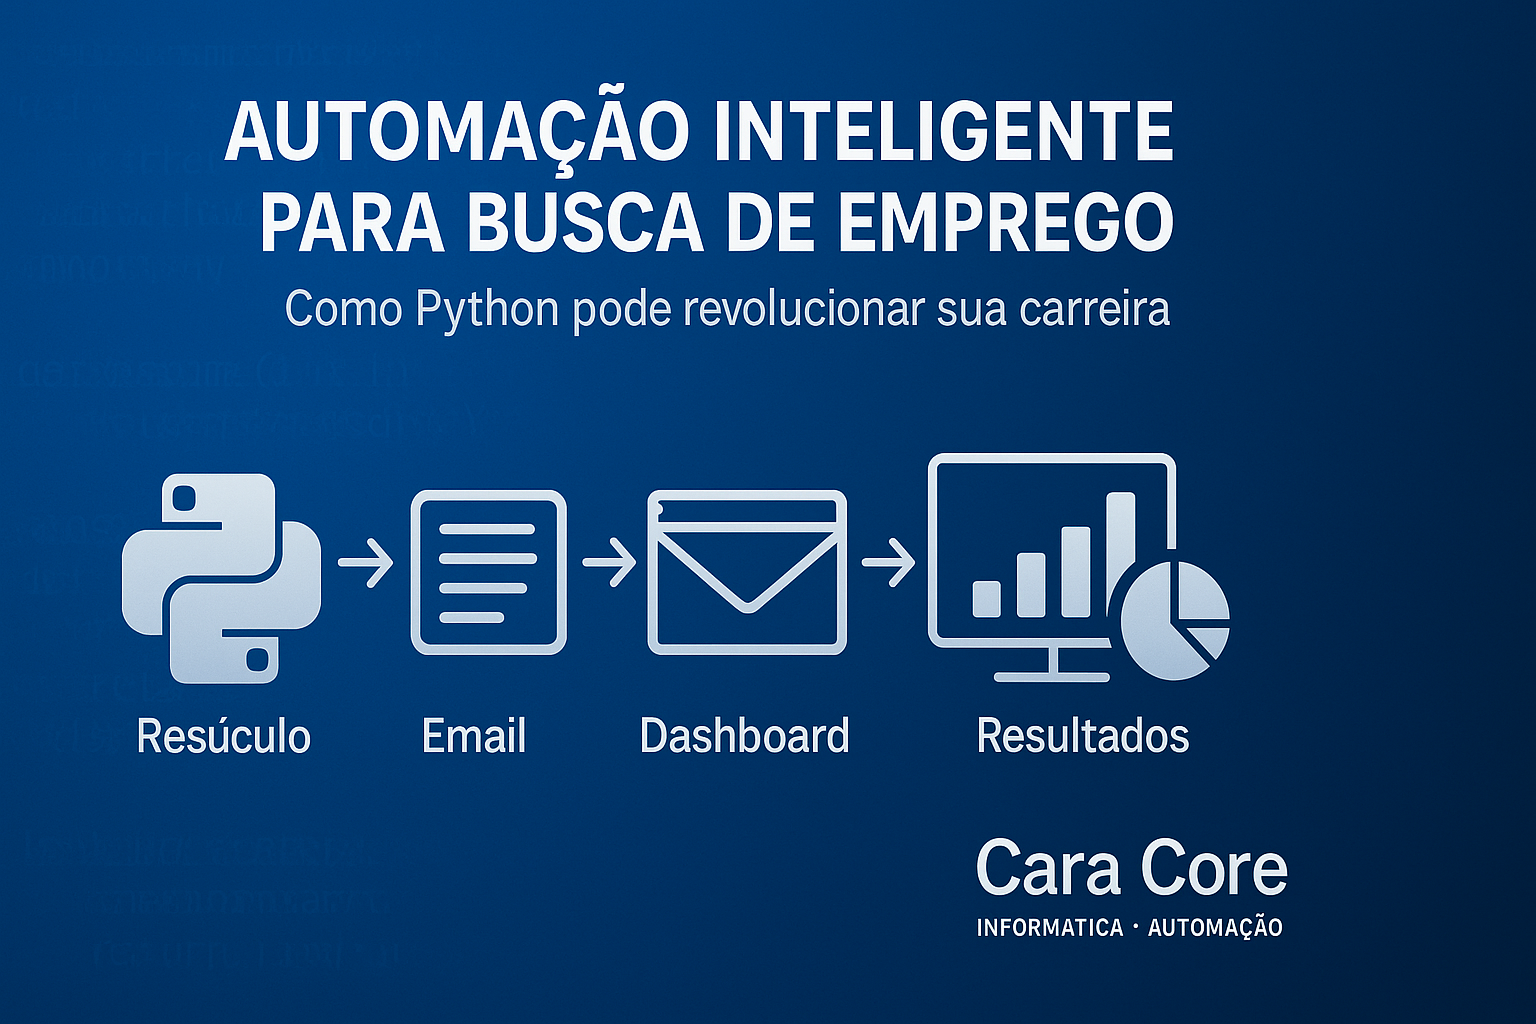 AUTOMAÇÃO INTELIGENTE
PARA BUSCA DE EMPREGO
Como Python pode revolucionar sua carreira
Resúculo
Email
Dashboard
Resultados
Cara Core
INFORMATICA · AUTOMAÇÃO